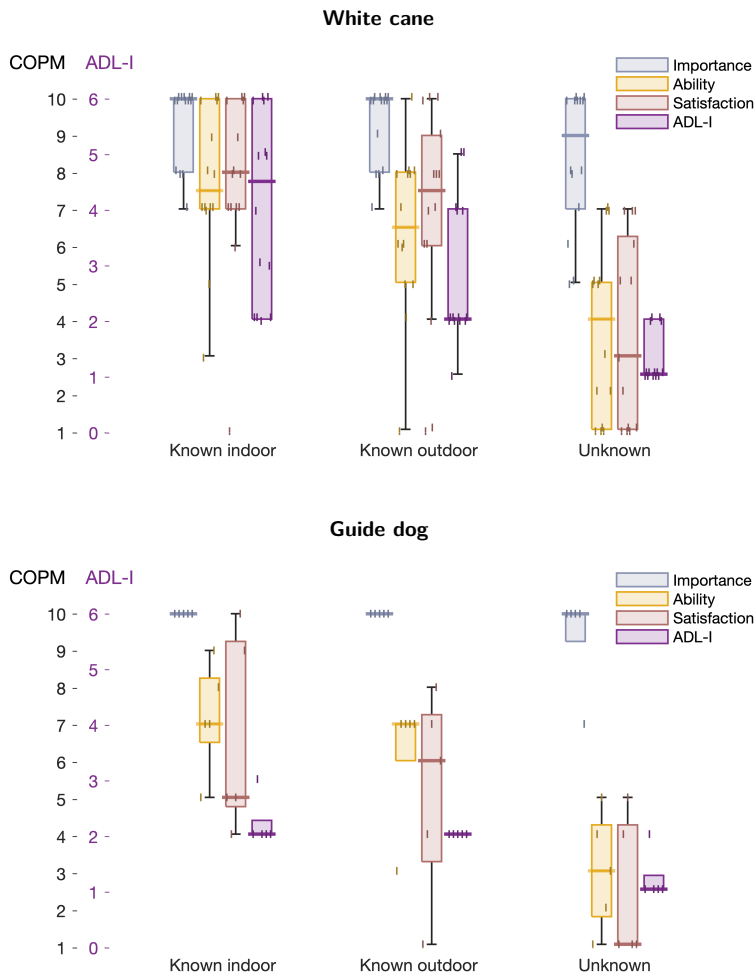 White cane
COPM ADL-I
Importance
Ability
Satisfaction
ADL-I
10 6
9
5
8
7 4
6
3
5
4 2
3
1
2
1 0
Known indoor Known outdoor Unknown
Guide dog
COPM ADL-I
Importance
Ability
Satisfaction
ADL-I
10 6
9
5
8
7 4
6
3
5
4 2
3
1
2
1 0
Known indoor Known outdoor Unknown